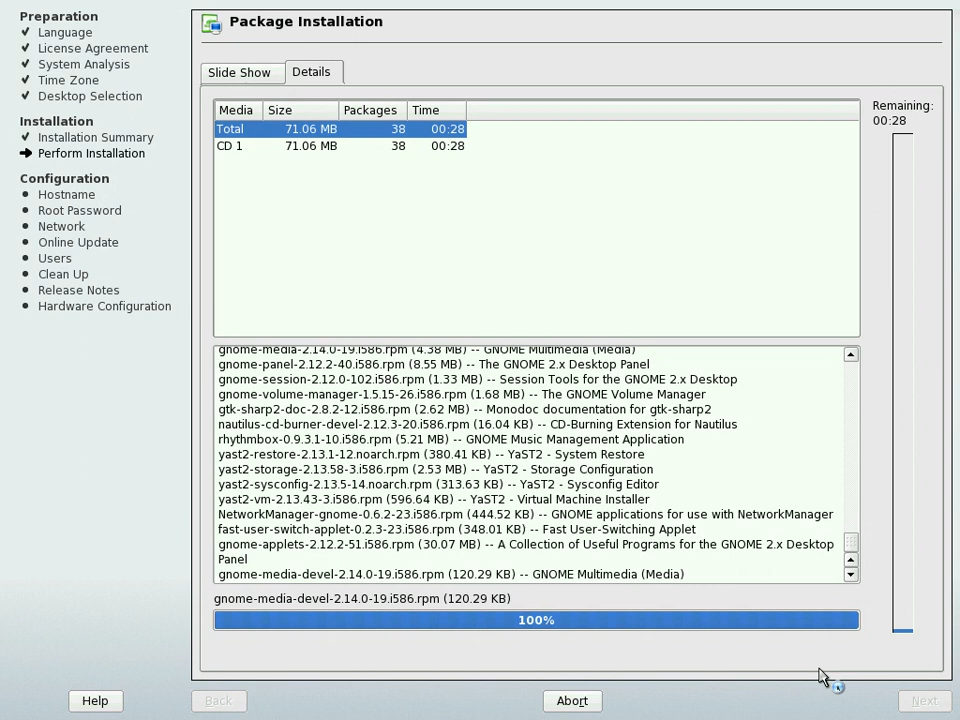 Preparation
Language
License Agreement
System Analysis
Time Zone
Desktop Selection
Installation
Installation Summary
Perform Installation
Configuration
Hostname
Root Password
Network
Online Update
Users
Clean Up
Release Notes
Hardware Configuration
Package Installation
Slide Show
Details
Media Size Packages Time
Total 71.06 MB 38 00:28
CD 1 71.06 MB 38 00:28
Remaining:
00:28
gnome-media-2.14.0-19.i586.rpm (4.38 MB) -- GNOME Multimedia (Media)
gnome-panel-2.12.2-40.i586.rpm (8.55 MB) -- The GNOME 2.x Desktop Panel
gnome-session-2.12.0-102.i586.rpm (1.33 MB) -- Session Tools for the GNOME 2.x Desktop
gnome-volume-manager-1.5.15-26.i586.rpm (1.68 MB) -- The GNOME Volume Manager
gtk-sharp2-doc-2.8.2-12.i586.rpm (2.62 MB) -- Monodoc documentation for gtk-sharp2
nautilus-cd-burner-devel-2.12.3-20.i586.rpm (16.04 KB) -- CD-Burning Extension for Nautilus
rhythmbox-0.9.3.1-10.i586.rpm (5.21 MB) -- GNOME Music Management Application
yast2-restore-2.13.1-12.noarch.rpm (380.41 KB) -- YaST2 - System Restore
yast2-storage-2.13.58-3.i586.rpm (2.53 MB) -- YaST2 - Storage Configuration
yast2-sysconfig-2.13.5-14.noarch.rpm (313.63 KB) -- YaST2 - Sysconfig Editor
yast2-vm-2.13.43-3.i586.rpm (596.64 KB) -- YaST2 - Virtual Machine Installer
NetworkManager-gnome-0.6.2-23.i586.rpm (444.52 KB) -- GNOME applications for use with NetworkManager
fast-user-switch-applet-0.2.3-23.i586.rpm (348.01 KB) -- Fast User-Switching Applet
gnome-applets-2.12.2-51.i586.rpm (30.07 MB) -- A Collection of Useful Programs for the GNOME 2.x Desktop
Panel
gnome-media-devel-2.14.0-19.i586.rpm (120.29 KB) -- GNOME Multimedia (Media)
gnome-media-devel-2.14.0-19.i586.rpm (120.29 KB)
100%
Help
Back
Abort
Next